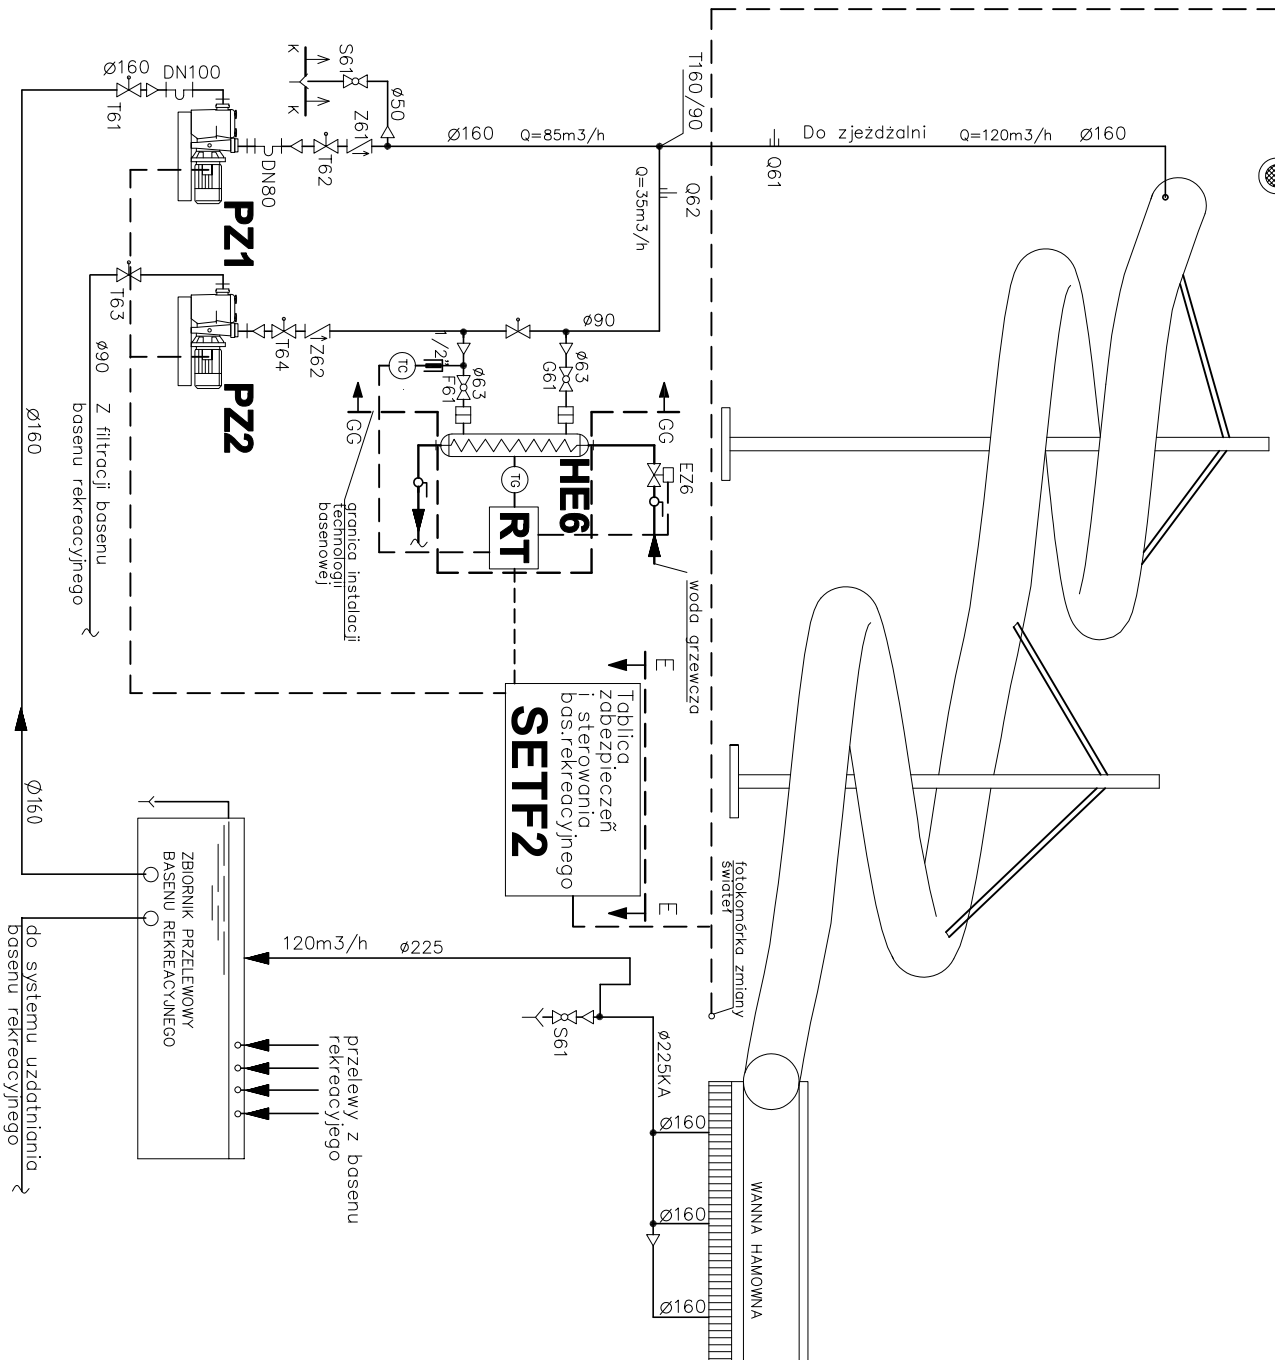 Ø160
DN100
T61
K
K
S61
ø50
Z61
T62
DN80
PZ1
Ø160
Q=85m3/h
T160/90
Q=35m3/h
Q62
Q61
Do zjeżdżalni
Q=120m3/h
Ø160
T63
T64
Z62
PZ2
ø90
1/2"
TC
F61
ø63
G61
ø63
GG
GG
EZ6
HE6
TG
RT
woda grzewcza
granica instalacji
technologii
basenowej
Ø160
ø90 Z filtracji basenu
basenu rekreacyjnego
E
E
Tablica
zabezpieczeń
i sterowania
bas.rekreacyjnego
SETF2
fotokomórka zmiany
świateł
Ø160
ZBIORNIK PRZELEWOWY
BASENU REKREACYJNEGO
120m3/h
ø225
S61
ø225KA
przelewy z basenu
rekreacyjego
do systemu uzdatniania
basenu rekreacyjnego
Ø160
Ø160
Ø160
WANNA HAMOWNA